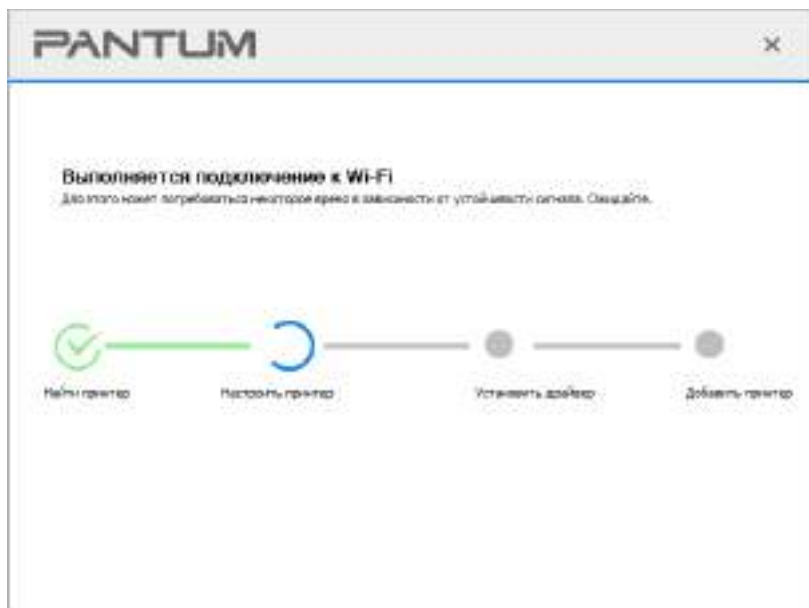 PANTUM
Выполняется подключение к Wi-Fi
Для этого может потребоваться некоторое время в зависимости от устойчивости сигнала. Ожидайте.
Найти принтер
Настроить принтер
Установить драйвер
Добавить принтер